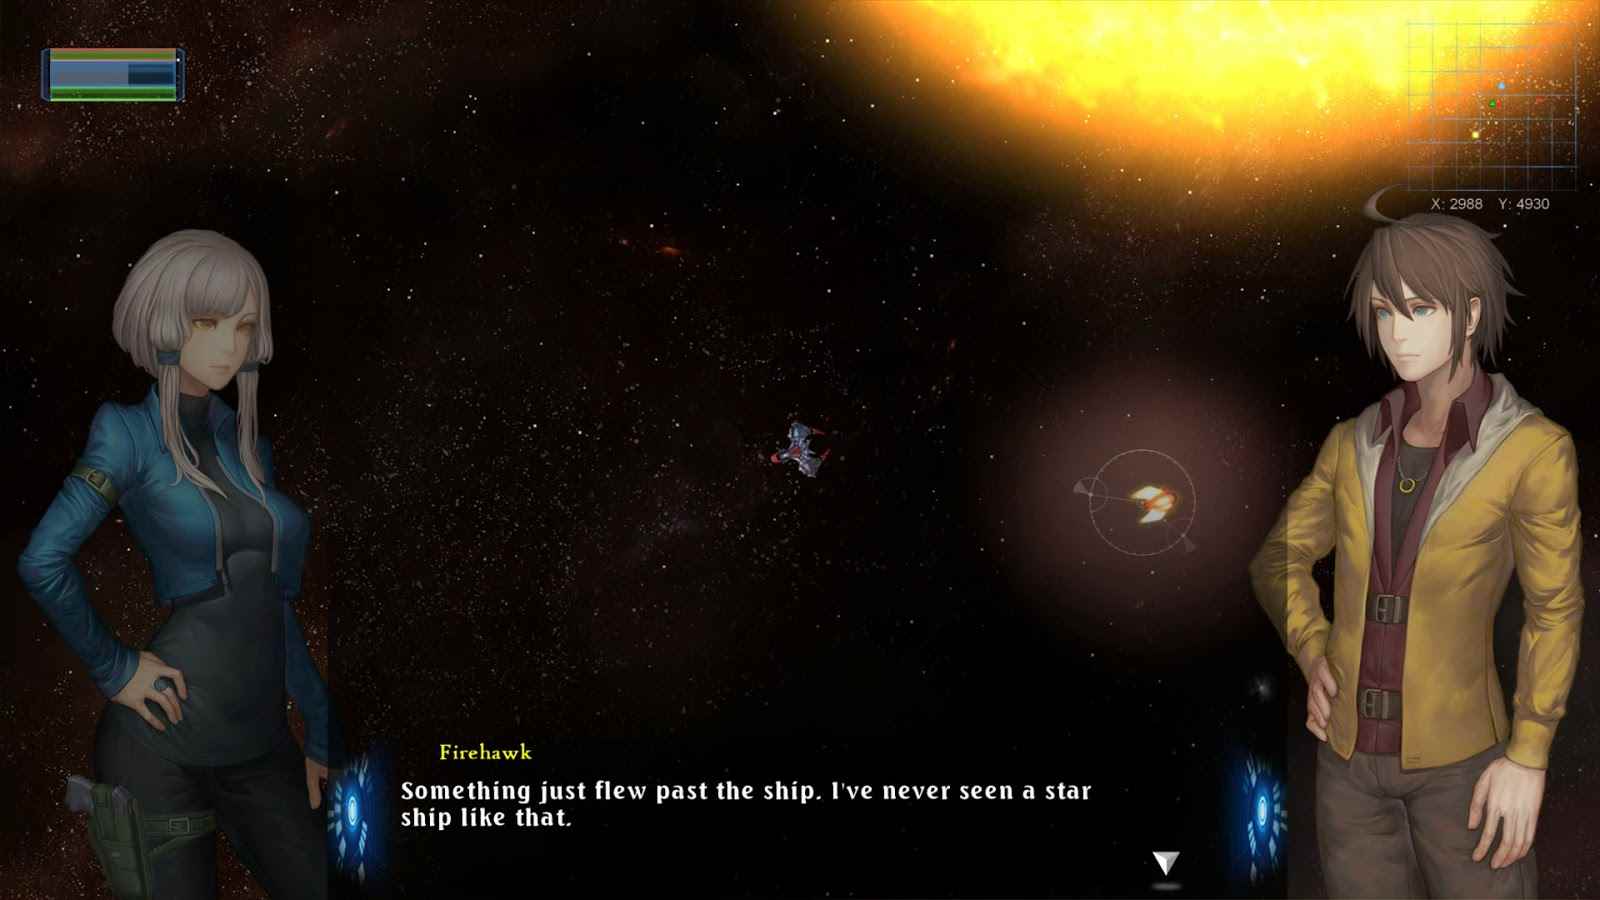 X: 2988 Y: 4930
Firehawk
Something just flew past the ship. I've never seen a star
ship like that.